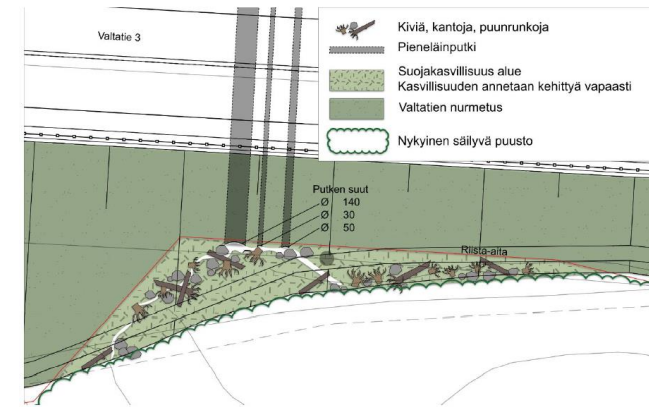 Valtatie 3
Kiviä, kantoja, puunrunkoja
Pieneläinputki
Suojakasvillisuus alue
Kasvillisuuden annetaan kehittyä vapaasti
Valtatien nurmetus
Nykyinen säilyvä puusto
Putken suut
Ø 140
Ø 30
Ø 50
Riista-aita